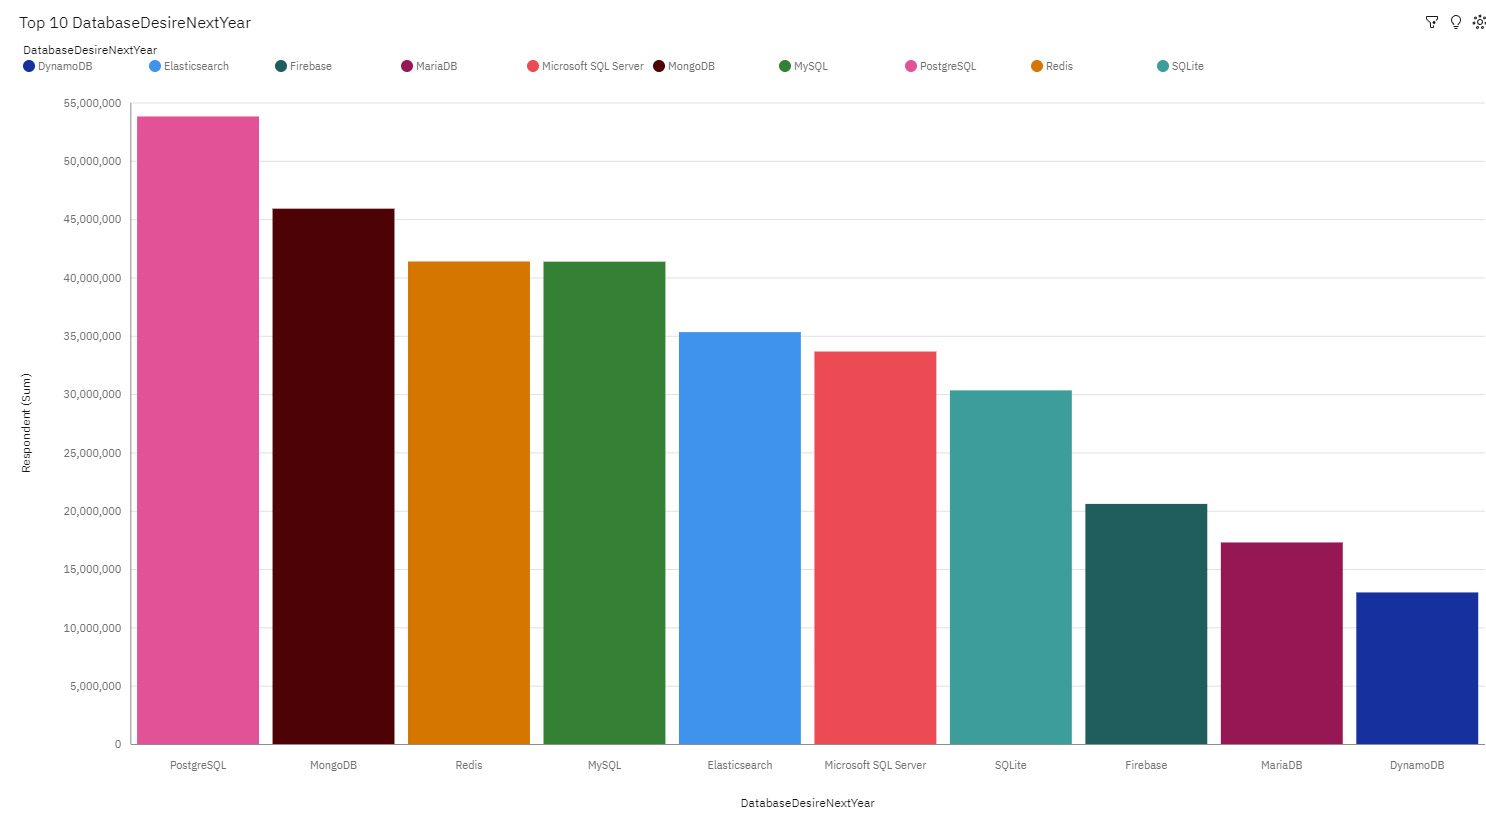 Top 10 DatabaseDesireNextYear
DatabaseDesireNextYear
DynamoDB Elasticsearch Firebase MariaDB Microsoft SQL Server MongoDB MySQL PostgreSQL Redis SQLite
55,000,000
50,000,000
45,000,000
40,000,000
35,000,000
30,000,000
25,000,000
20,000,000
15,000,000
10,000,000
5,000,000
0
Respondent (Sum)
PostgreSQL MongoDB Redis MySQL Elasticsearch Microsoft SQL Server SQLite Firebase MariaDB DynamoDB
DatabaseDesireNextYear